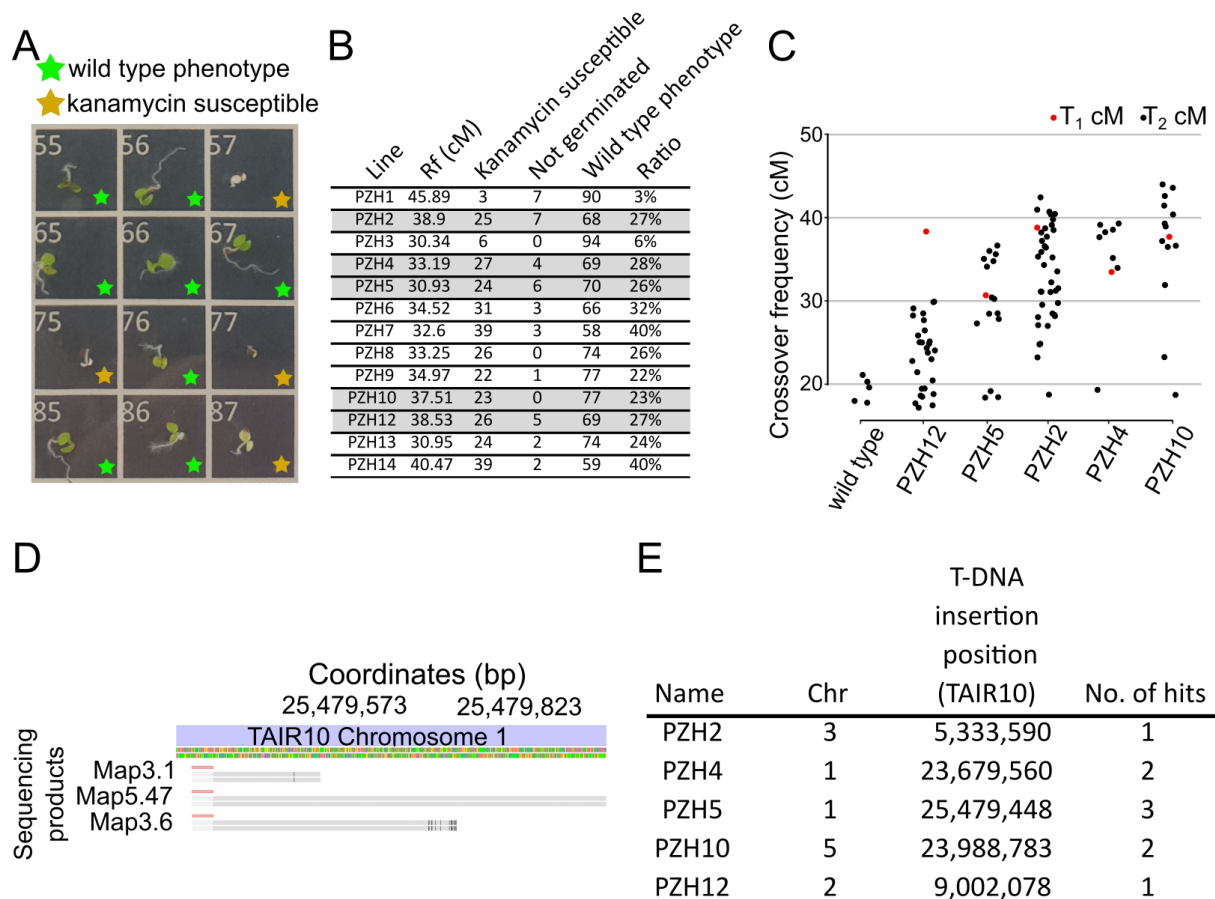 A
wild type phenotype
kanamycin susceptible
55 56 57
65 66 67
75 76 77
85 86 87
B
Line Rf (cM) Kanamycin susceptible Not germinated Wild type phenotype Ratio
PZH1 45.89 3 7 90 3%
PZH2 38.9 25 7 68 27%
PZH3 30.34 6 0 94 6%
PZH4 33.19 27 4 69 28%
PZH5 30.93 24 6 70 26%
PZH6 34.52 31 3 66 32%
PZH7 32.6 39 3 58 40%
PZH8 33.25 26 0 74 26%
PZH9 34.97 22 1 77 22%
PZH10 37.51 23 0 77 23%
PZH12 38.53 26 5 69 27%
PZH13 30.95 24 2 74 24%
PZH14 40.47 39 2 59 40%
C
T1 cM T2 cM
Crossover frequency (cM)
50
40
30
20
wild type PZH12 PZH5 PZH2 PZH4 PZH10
D
Coordinates (bp)
25,479,573 25,479,823
TAIR10 Chromosome 1
Sequencing
products
Map3.1
Map5.47
Map3.6
E
T-DNA
insertion
position
Name Chr (TAIR10) No. of hits
PZH2 3 5,333,590 1
PZH4 1 23,679,560 2
PZH5 1 25,479,448 3
PZH10 5 23,988,783 2
PZH12 2 9,002,078 1